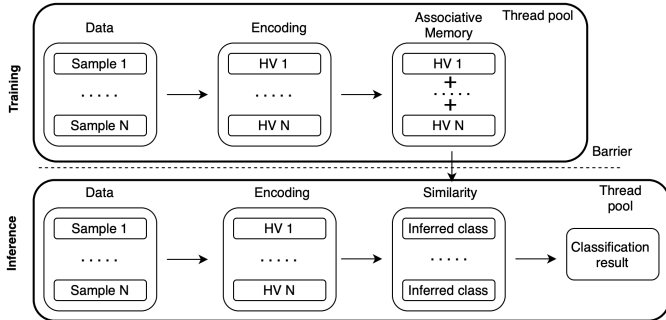 Training
Data
Sample 1
. . . . .
Sample N
Encoding
HV 1
. . . . .
HV N
Associative
Memory
HV 1
+
. . . . .
+
HV N
Thread pool
Barrier
Inference
Data
Sample 1
. . . . .
Sample N
Encoding
HV 1
. . . . .
HV N
Similarity
Inferred class
. . . . .
Inferred class
Thread
pool
Classification
result